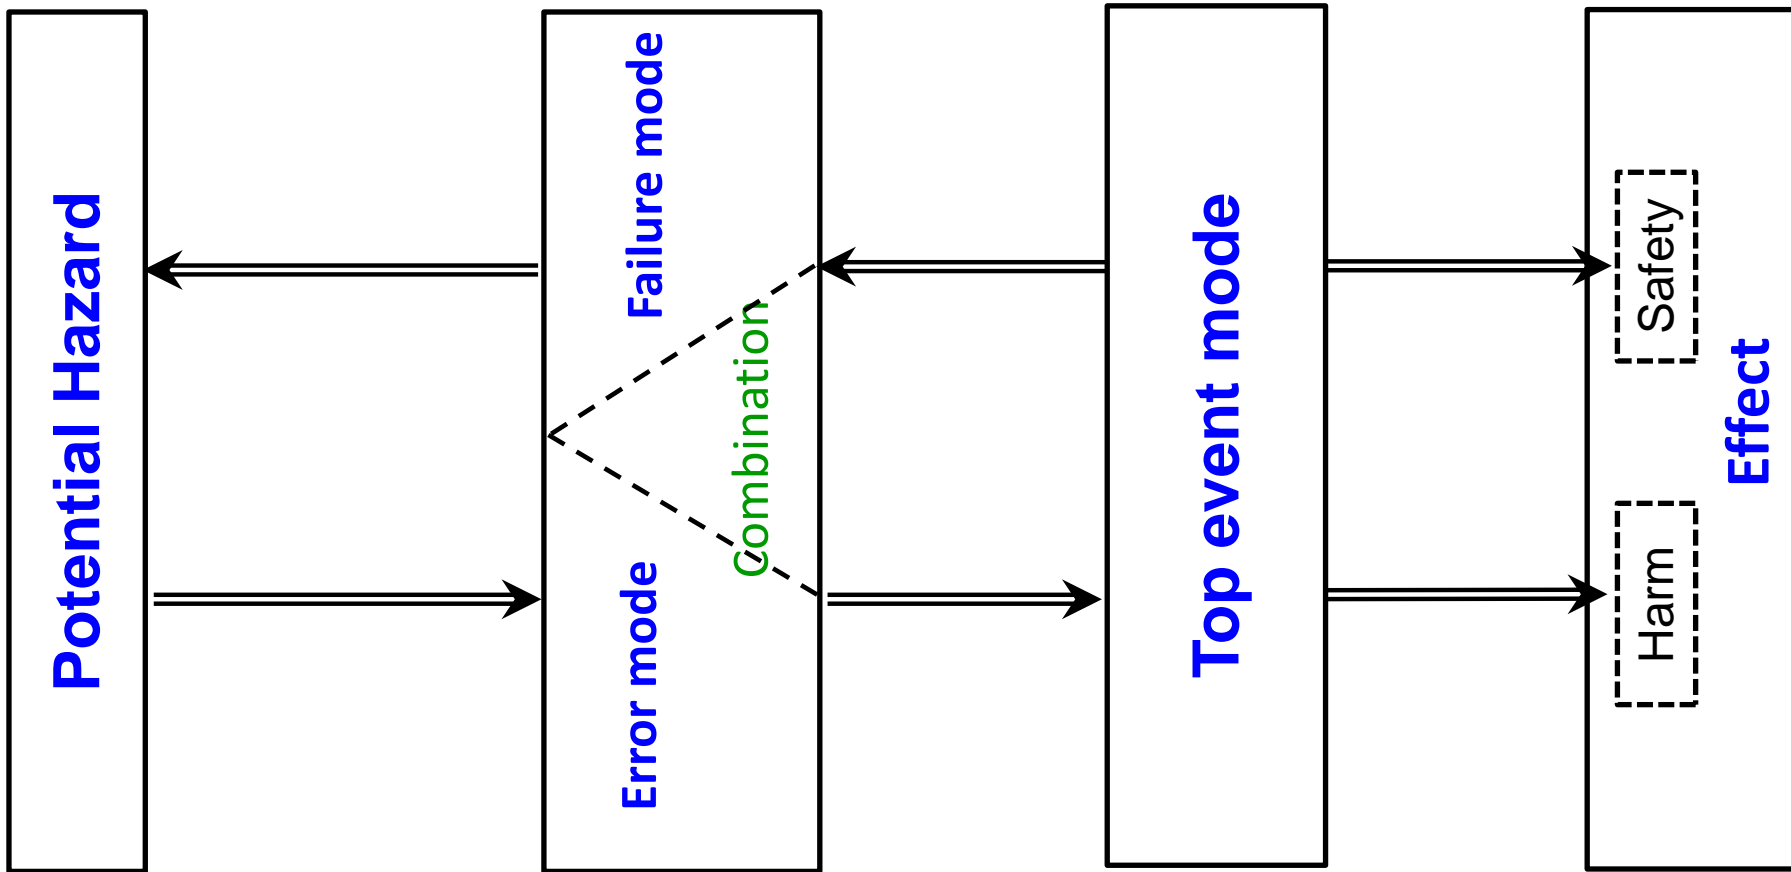 Potential Hazard
Failure mode
Error mode
Combination
Top event mode
Safety
Harm
Effect